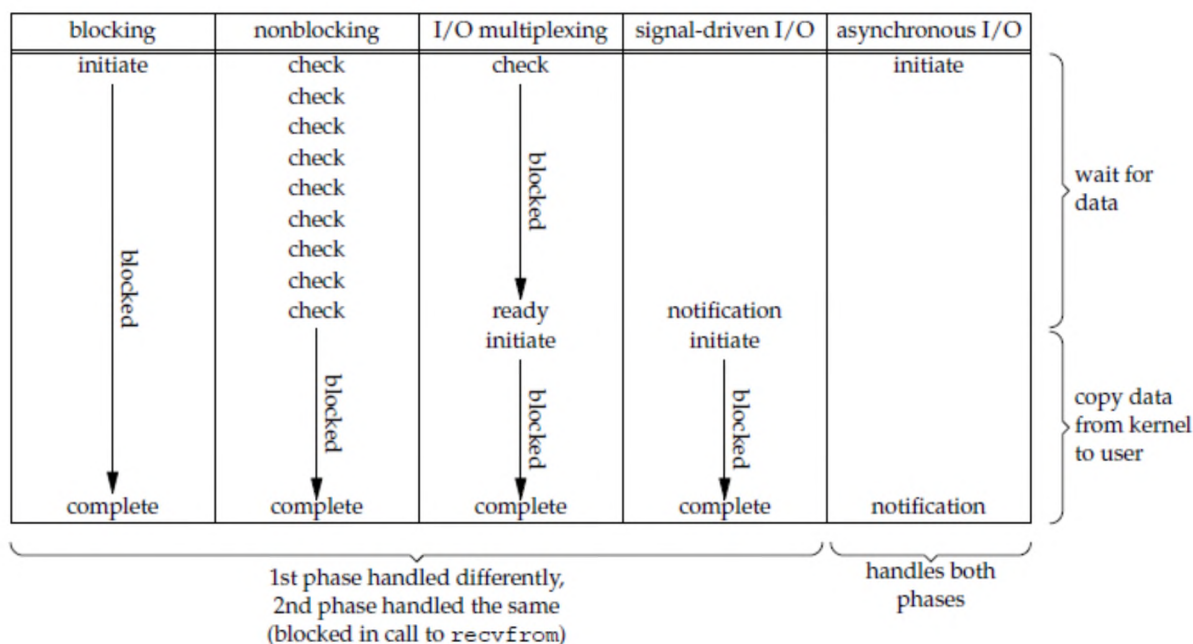 blocking nonblocking I/O multiplexing signal-driven I/O asynchronous I/O
initiate check check initiate
check
check
check
check
check
check
check
check ready notification
initiate initiate
blocked
blocked
blocked
blocked
blocked
complete complete complete complete notification
wait for
data
copy data
from kernel
to user
1st phase handled differently,
2nd phase handled the same
(blocked in call to recvfrom)
handles both
phases